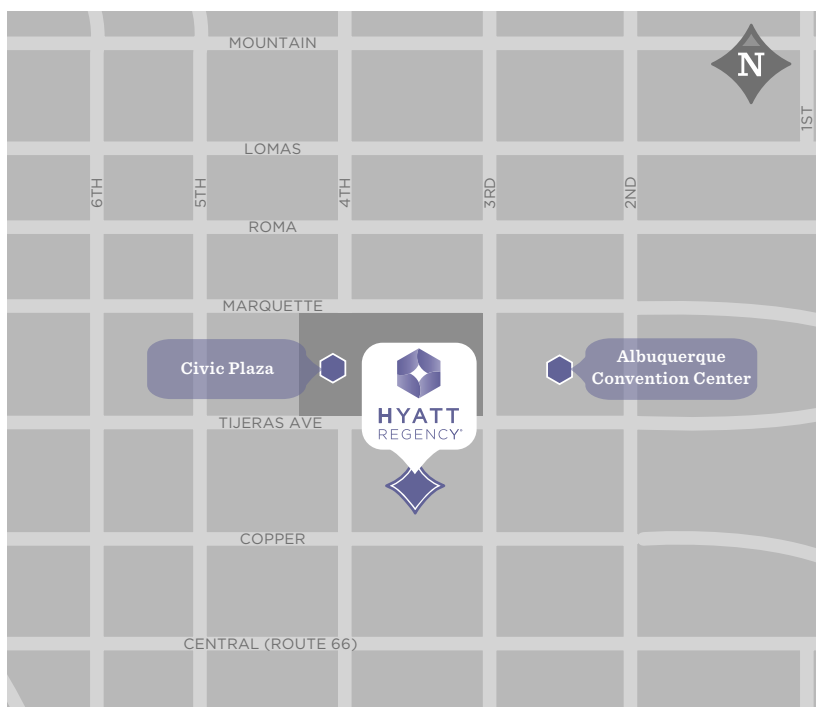 MOUNTAIN
N
1ST
LOMAS
6TH
5TH
4TH
3RD
2ND
ROMA
MARQUETTE
Civic Plaza
HYATT
REGENCY®
Albuquerque
Convention Center
TIJERAS AVE
COPPER
CENTRAL (ROUTE 66)